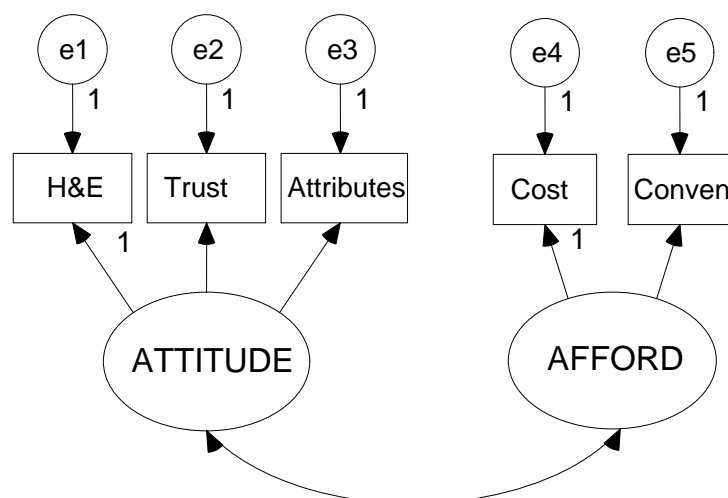 e1 e2 e3 e4 e5
1 1 1 1 1
H&E Trust Attributes Cost Conven
1 1
ATTITUDE AFFORD